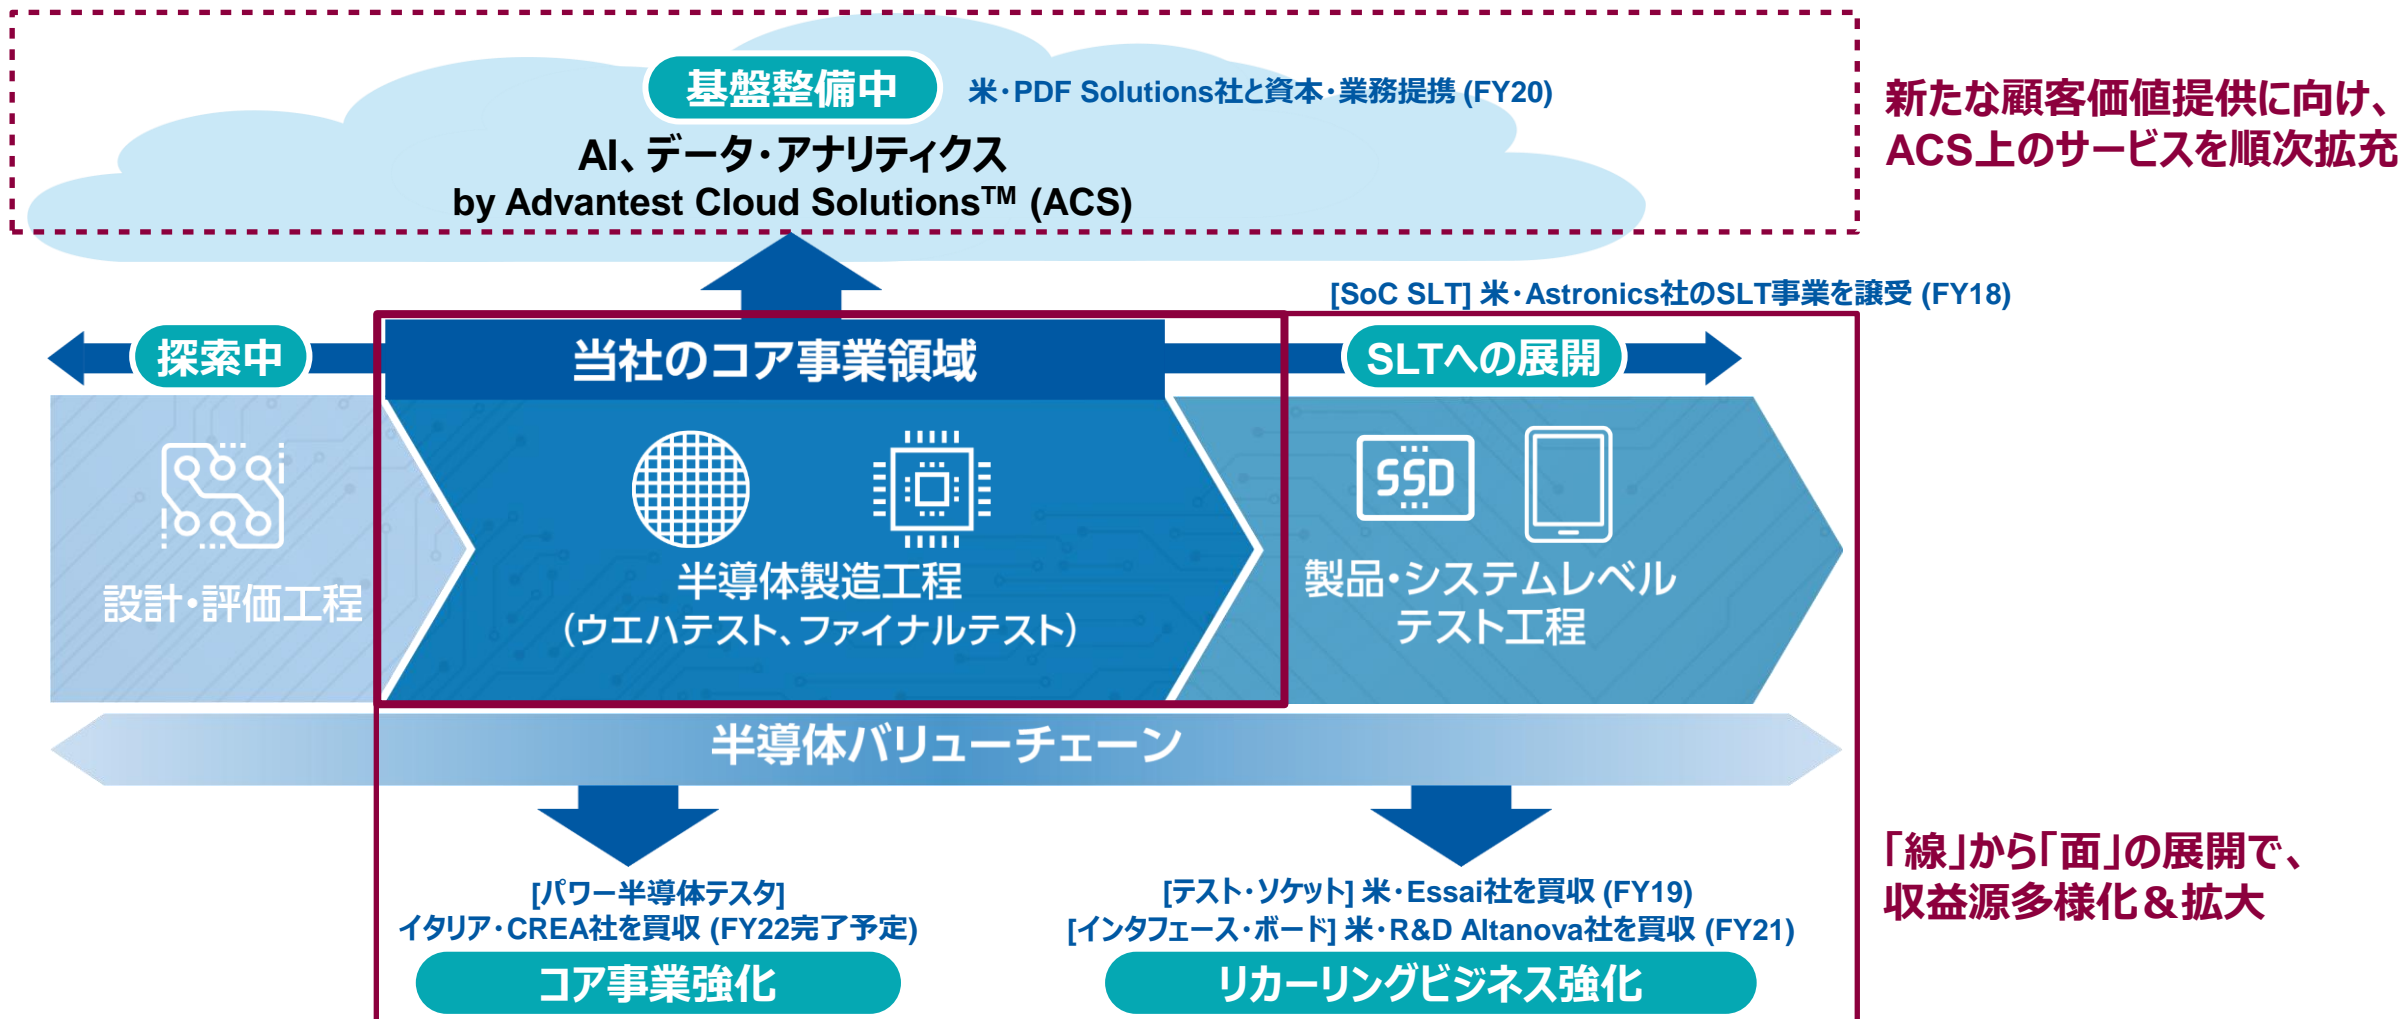 基盤整備中
米・PDF Solutions社と資本・業務提携 (FY20)
AI、データ・アナリティクス
by Advantest Cloud Solutions™ (ACS)
新たな顧客価値提供に向け、
ACS上のサービスを順次拡充
[SoC SLT] 米・Astronics社のSLT事業を譲受 (FY18)
探索中
当社のコア事業領域
SLTへの展開
設計・評価工程
半導体製造工程
(ウエハテスト、ファイナルテスト)
SSD
製品・システムレベル
テスト工程
半導体バリューチェーン
[パワー半導体テスタ]
イタリア・CREA社を買収 (FY22完了予定)
コア事業強化
[テスト・ソケット] 米・Essai社を買収 (FY19)
[インタフェース・ボード] 米・R&D Altanova社を買収 (FY21)
リカーリングビジネス強化
「線」から「面」の展開で、
収益源多様化＆拡大